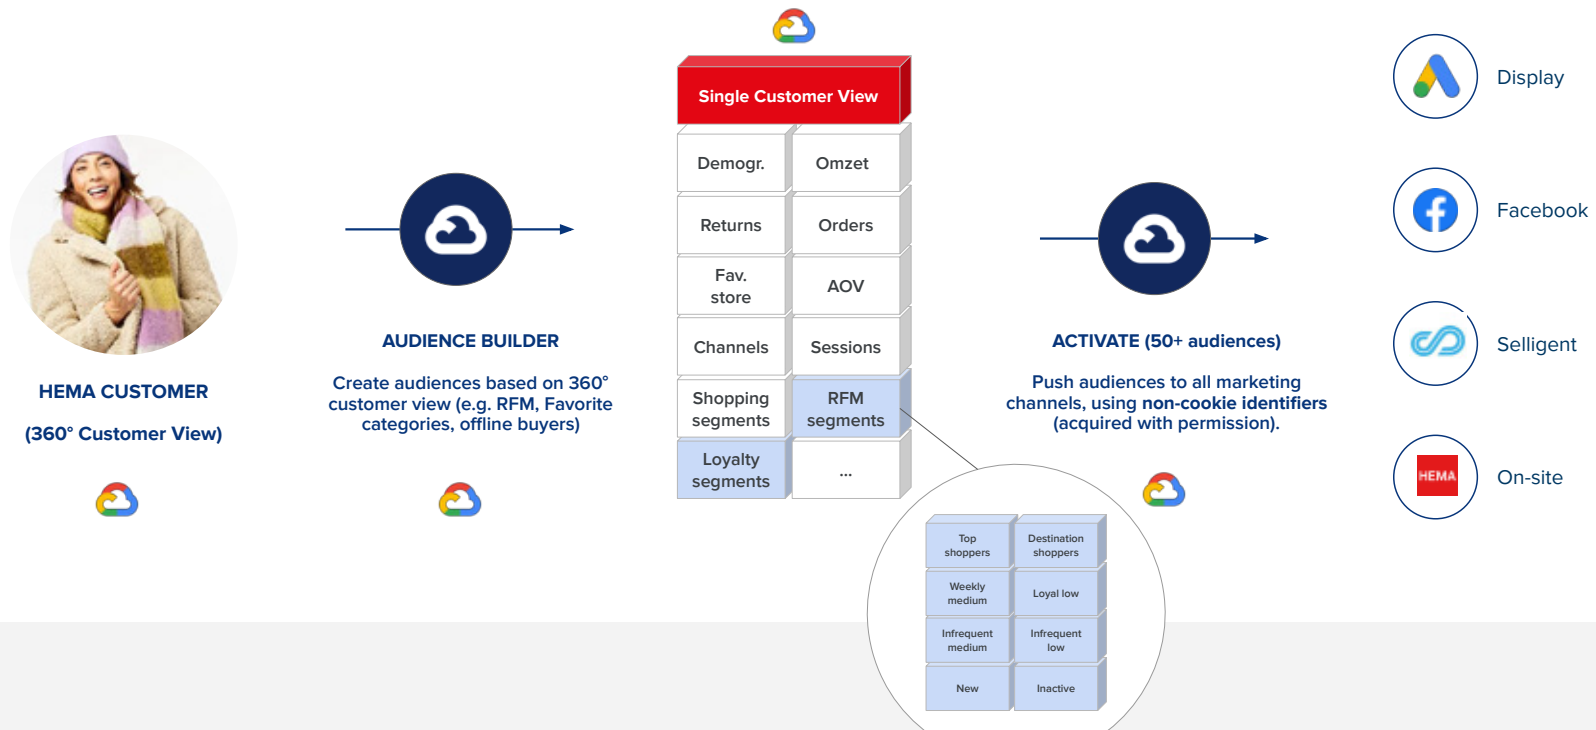 HEMA CUSTOMER
(360° Customer View)
AUDIENCE BUILDER
Create audiences based on 360°
customer view (e.g. RFM, Favorite
categories, offline buyers)
Single Customer View
Demogr.
Omzet
Returns
Orders
Fav.
store
AOV
Channels
Sessions
Shopping
segments
RFM
segments
Loyalty
segments
...
Top
shoppers
Destination
shoppers
Weekly
medium
Loyal low
Infrequent
medium
Infrequent
low
New
Inactive
ACTIVATE (50+ audiences)
Push audiences to all marketing
channels, using non-cookie identifiers
(acquired with permission).
Display
Facebook
Selligent
HEMA
On-site